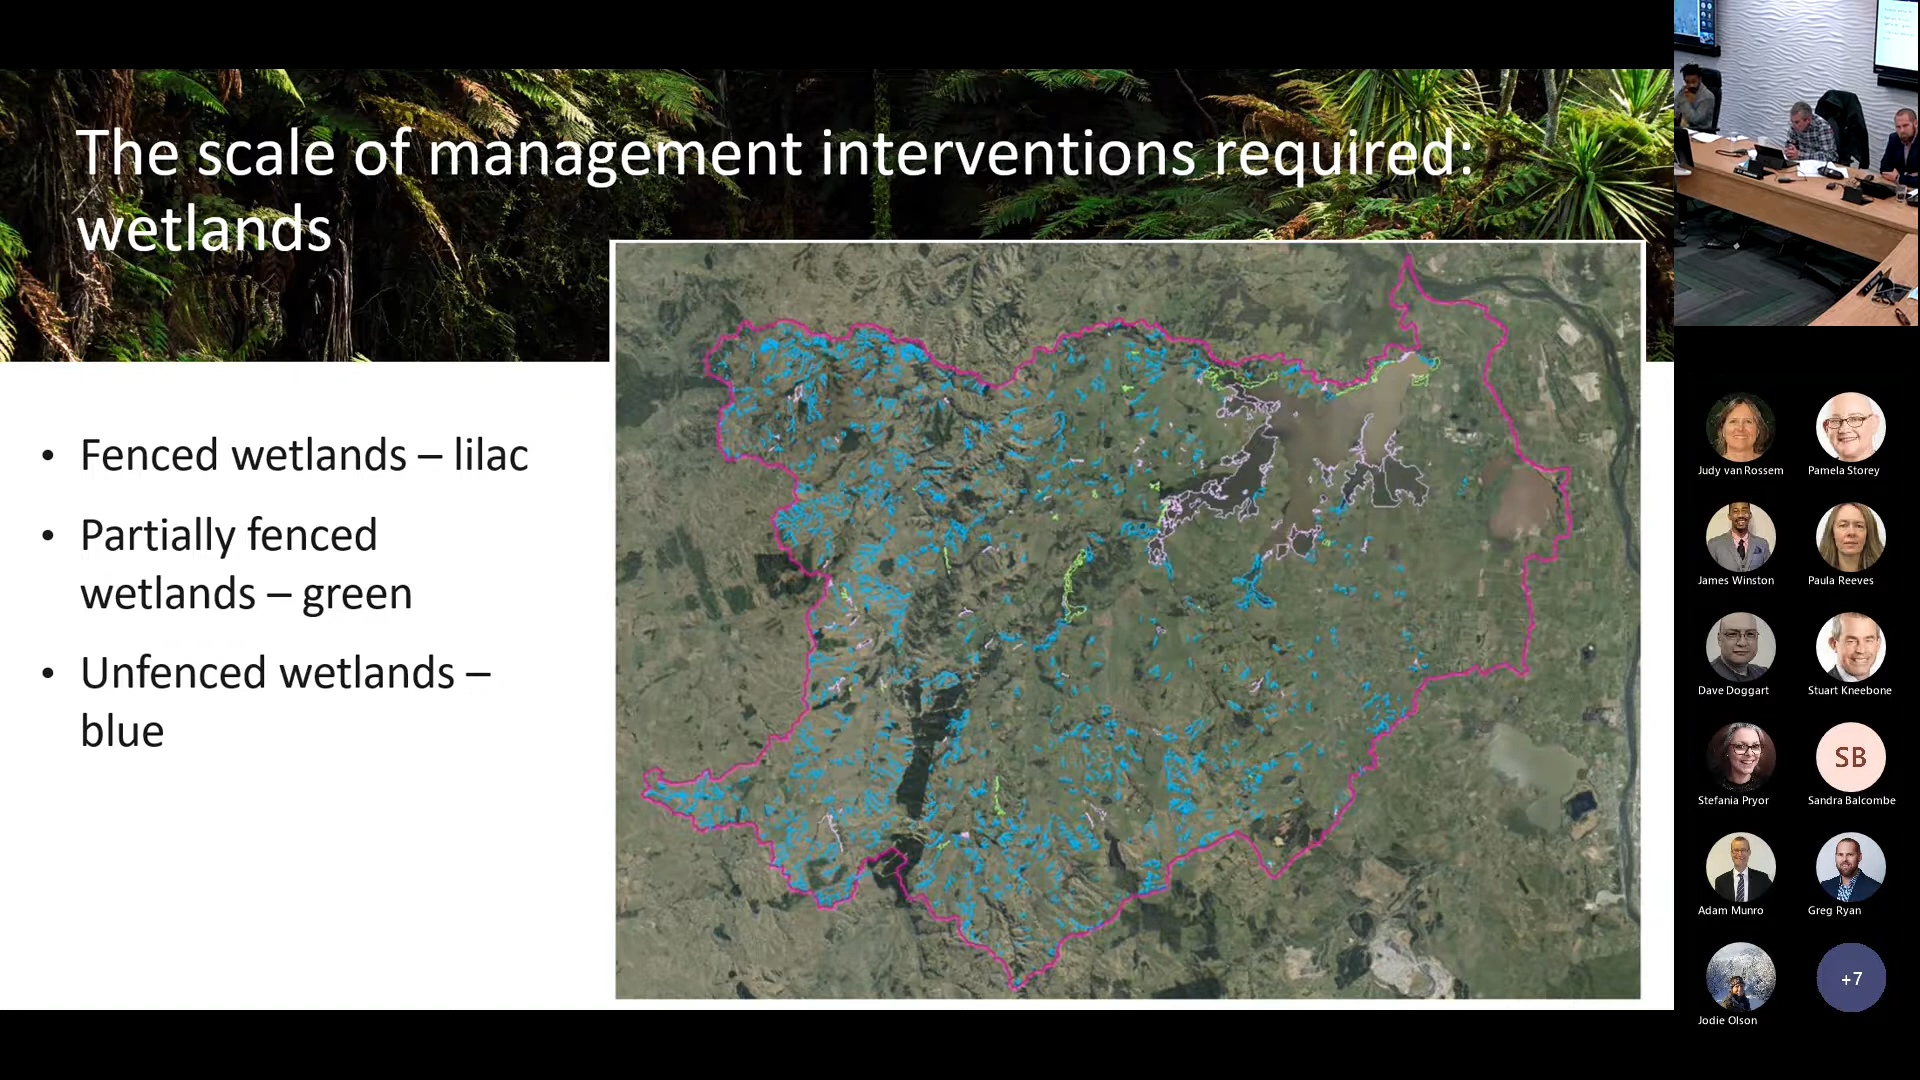 The scale of management interventions required:
wetlands
• Fenced wetlands – lilac
• Partially fenced
wetlands – green
• Unfenced wetlands –
blue
Judy van Rossem
Pamela Storey
James Winston
Paula Reeves
Dave Doggart
Stuart Kneebone
Stefania Pryor
SB
Sandra Balcombe
Adam Munro
Greg Ryan
Jodie Olson
+7